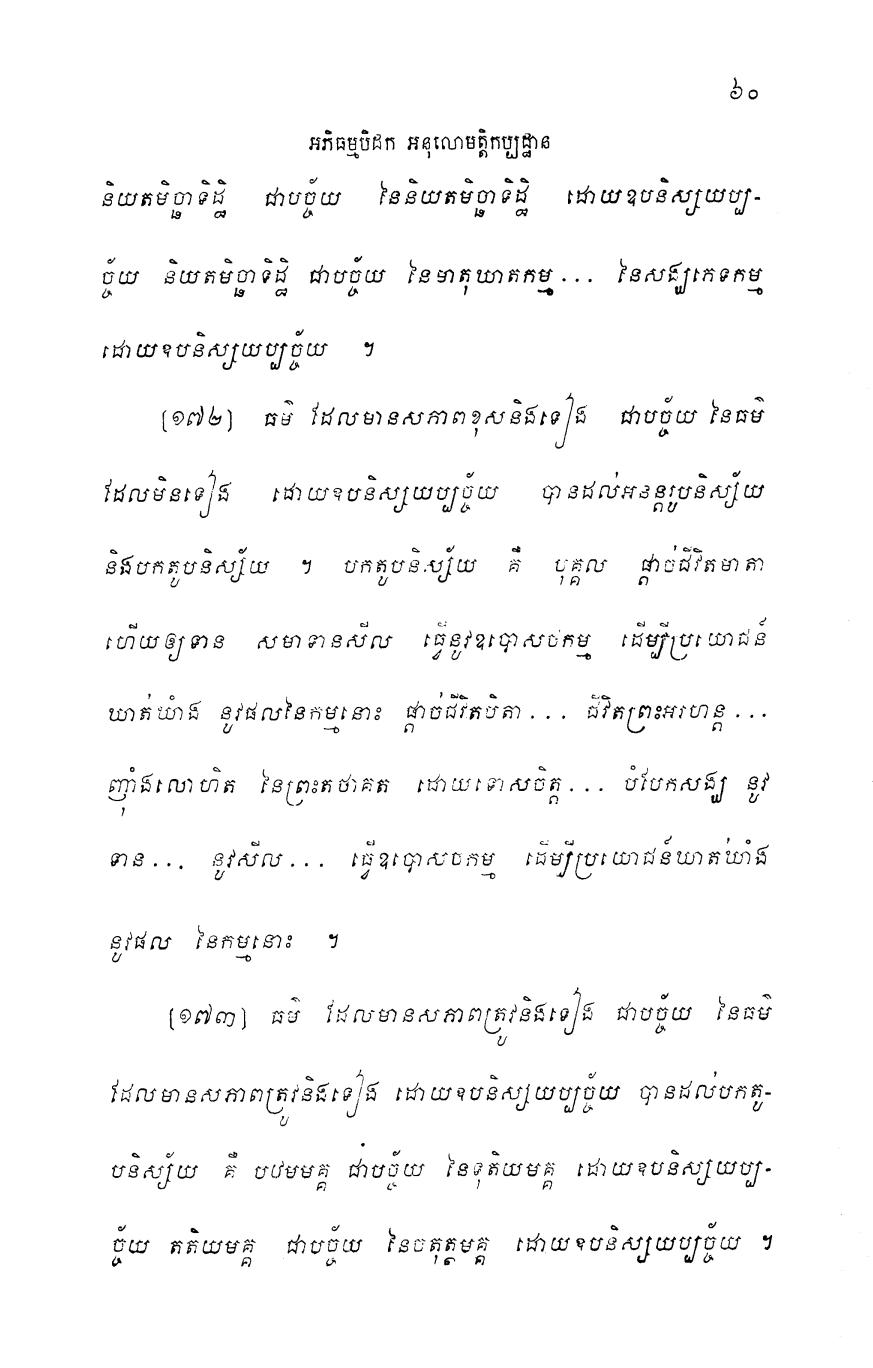 ៦០
អភិធម្មបិដក អនុលោមត្តិកប្បដ្ឋាន
និយតមិច្ឆាទិដ្ឋិ ជាបច្ច័យ នៃនិយតមិច្ឆាទិដ្ឋិ ដោយឧបនិស្សយប្ប-
ច្ច័យ និយតមិច្ឆាទិដ្ឋិ ជាបច្ច័យ នៃមាតុឃាតកម្ម ... នៃសង្ឃភេទកម្ម
ដោយឧបនិស្សយប្បច្ច័យ ។
[១៧២] ធម៌ ដែលមានសភាពខុសនិងទៀង ជាបច្ច័យ នៃធម៌
ដែលមិនទៀង ដោយឧបនិស្សយប្បច្ច័យ បានដល់អនន្តរូបនិស្ស័យ
និងបកតូបនិស្ស័យ ។ បកតូបនិស្ស័យ គឺ បុគ្គល ផ្តាច់ជីវិតមាតា
ហើយឲ្យទាន សមាទានសីល ធ្វើនូវឧបោសថកម្ម ដើម្បីប្រយោជន៍
ឃាត់ឃាំង នូវផលនៃកម្មនោះ ផ្តាច់ជីវិតបិតា ... ជីវិតព្រះអរហន្ត ...
ញុំាងលោហិត នៃព្រះតថាគត ដោយទោសចិត្ត ... បំបែកសង្ឃ នូវ
ទាន ... នូវសីល ... ធ្វើឧបោសថកម្ម ដើម្បីប្រយោជន៍ឃាត់ឃាំង
នូវផល នៃកម្មនោះ ។
[១៧៣] ធម៌ ដែលមានសភាពត្រូវនិងទៀង ជាបច្ច័យ នៃធម៌
ដែលមានសភាពត្រូវនិងទៀង ដោយឧបនិស្សយប្បច្ច័យ បានដល់បកតូ-
បនិស្ស័យ គឺ បឋមមគ្គ ជាបច្ច័យ នៃទុតិយមគ្គ ដោយឧបនិស្សយប្ប-
ច្ច័យ តតិយមគ្គ ជាបច្ច័យ នៃចតុត្ថមគ្គ ដោយឧបនិស្សយប្បច្ច័យ ។